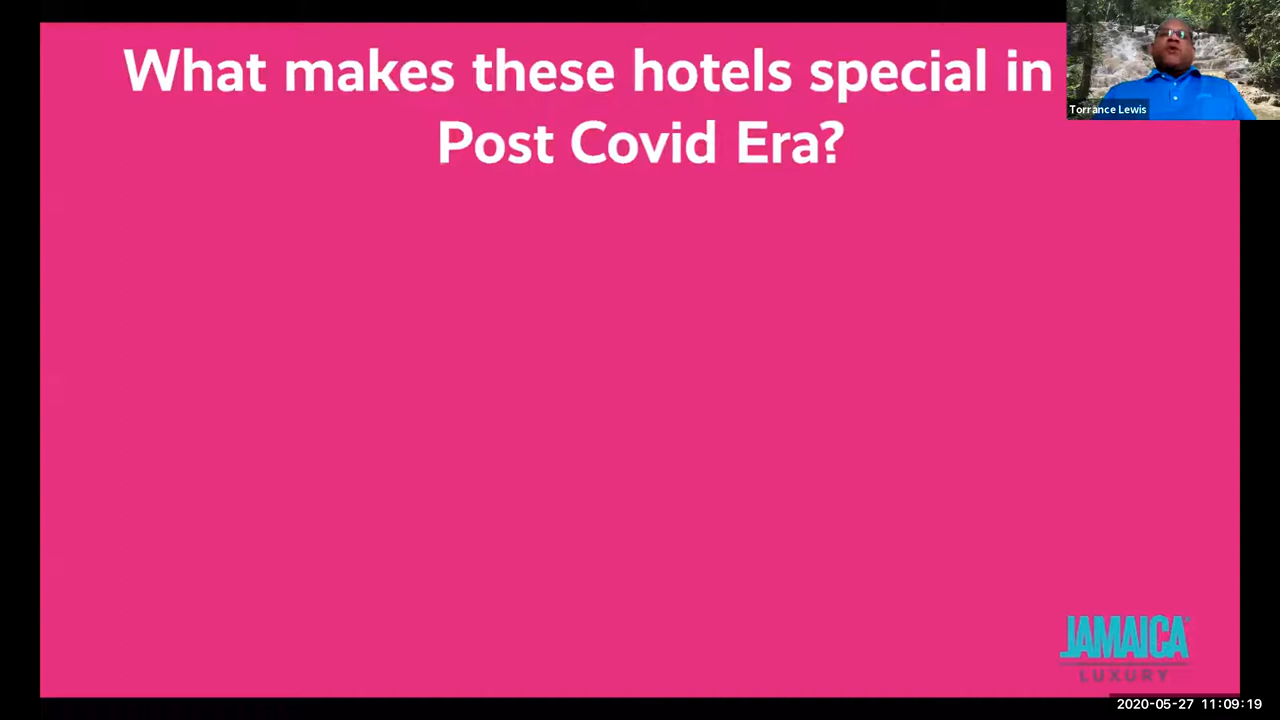 What makes these hotels special in
Post Covid Era?
Torrance Lewis
JAMAICA
LUXURY
2020-05-27 11:09:19